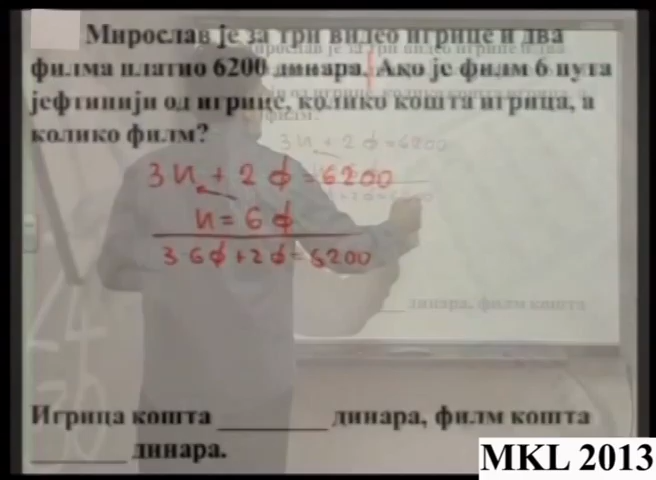 Мирослав је за три видео игрице и два
филма платио 6200 динара. Ако је филм 6 пута
јефтинији од игрице, колико кошта игрица, а
колико филм?
3И + 2ф = 6200
И = 6ф
3 6ф + 2ф = 6200
Игрица кошта ________ динара, филм кошта
_______ динара.
MKL 2013